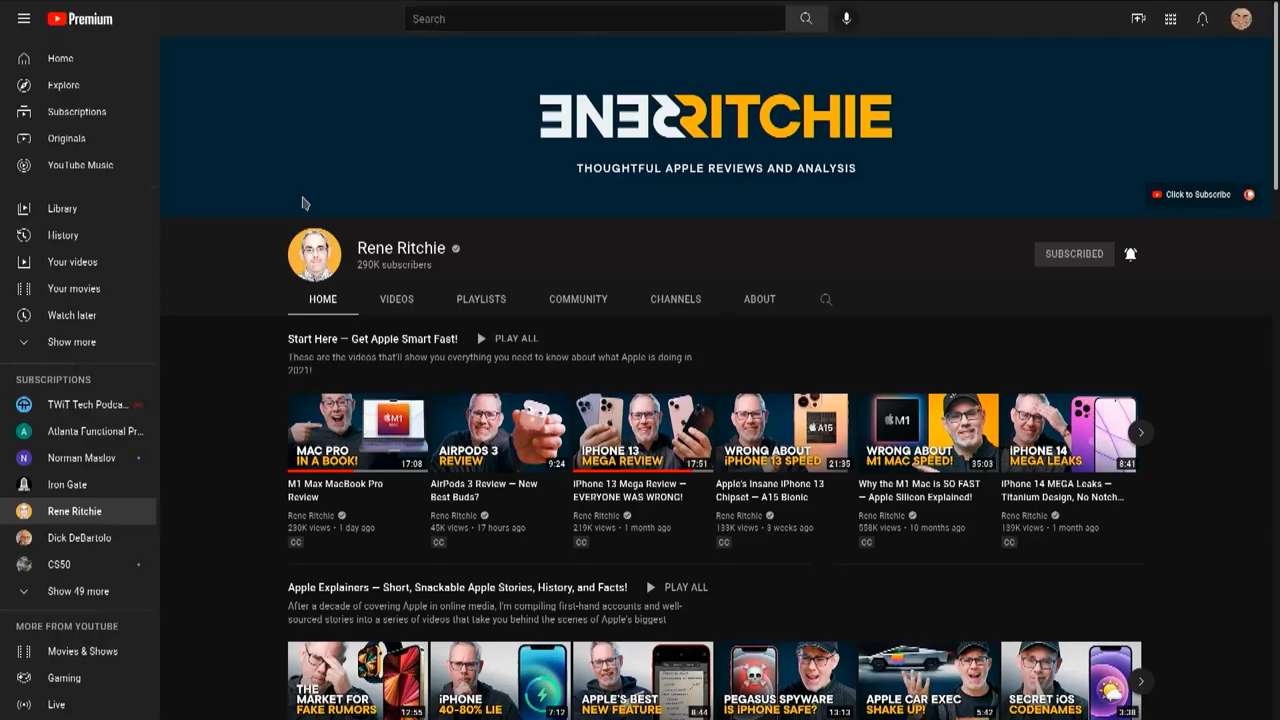 Premium
Search
Home
Explore
Subscriptions
Originals
YouTube Music
Library
History
Your videos
Your movies
Watch later
Show more
SUBSCRIPTIONS
TWiT Tech Podca...
Atlanta Functional Pr...
Norman Maslov
Iron Gate
Rene Ritchie
Dick DeBartolo
CS50
Show 49 more
MORE FROM YOUTUBE
Movies & Shows
Gaming
Live
RENERITCHIE
THOUGHTFUL APPLE REVIEWS AND ANALYSIS
Click to Subscribe
Rene Ritchie
290K subscribers
SUBSCRIBED
HOME VIDEOS PLAYLISTS COMMUNITY CHANNELS ABOUT
Start Here — Get Apple Smart Fast! PLAY ALL
These are the videos that'll show you everything you need to know about what Apple is doing in
2021!
M1
MAX
MAC PRO
IN A BOOK!
17:08
M1 Max MacBook Pro
Review
Rene Ritchie
230K views • 1 day ago
CC
AIRPODS 3
REVIEW
9:24
AirPods 3 Review — New
Best Buds?
Rene Ritchie
45K views • 17 hours ago
CC
IPHONE 13
MEGA REVIEW
17:51
iPhone 13 Mega Review —
EVERYONE WAS WRONG!
Rene Ritchie
219K views • 1 month ago
CC
A15
WRONG ABOUT
IPHONE 13 SPEED
21:35
Apple's Insane iPhone 13
Chipset — A15 Bionic
Rene Ritchie
133K views • 3 weeks ago
CC
M1
WRONG ABOUT
M1 MAC SPEED!
35:03
Why the M1 Mac is SO FAST
— Apple Silicon Explained!
Rene Ritchie
558K views • 10 months ago
CC
IPHONE 14
MEGA LEAKS
8:41
iPhone 14 MEGA Leaks —
Titanium Design, No Notch...
Rene Ritchie
139K views • 1 month ago
CC
Apple Explainers — Short, Snackable Apple Stories, History, and Facts! PLAY ALL
After a decade of covering Apple in online media, I'm compiling first-hand accounts and well-
sourced stories into a series of videos that take you behind the scenes of Apple's biggest
THE
MARKET FOR
FAKE RUMORS
12:55
IPHONE
40-80% LIE
7:12
APPLE'S BEST
NEW FEATURE
8:44
PEGASUS SPYWARE
IS IPHONE SAFE?
13:13
APPLE CAR EXEC
SHAKE UP!
5:42
SECRET iOS
CODENAMES
3:38